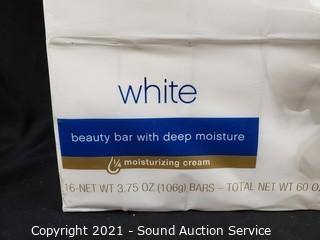 white
beauty bar with deep moisture
¼ moisturizing cream
16-NET WT 3.75 OZ (106g) BARS – TOTAL NET WT 60 O
Copyright 2021 - Sound Auction Service